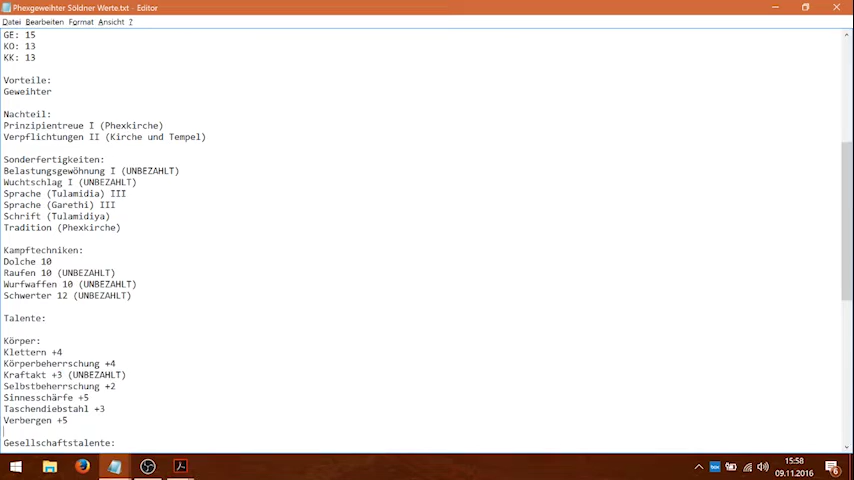 Phexgeweihter Söldner Werte.txt - Editor
Datei Bearbeiten Format Ansicht ?
GE: 15
KO: 13
KK: 13
Vorteile:
Geweihter
Nachteil:
Prinzipientreue I (Phexkirche)
Verpflichtungen II (Kirche und Tempel)
Sonderfertigkeiten:
Belastungsgewöhnung I (UNBEZAHLT)
Wuchtschlag I (UNBEZAHLT)
Sprache (Tulamidia) III
Sprache (Garethi) III
Schrift (Tulamidiya)
Tradition (Phexkirche)
Kampftechniken:
Dolche 10
Raufen 10 (UNBEZAHLT)
Wurfwaffen 10 (UNBEZAHLT)
Schwerter 12 (UNBEZAHLT)
Talente:
Körper:
Klettern +4
Körperbeherrschung +4
Kraftakt +3 (UNBEZAHLT)
Selbstbeherrschung +2
Sinnesschärfe +5
Taschendiebstahl +3
Verbergen +5
Gesellschaftstalente:
15:58
09.11.2016
6